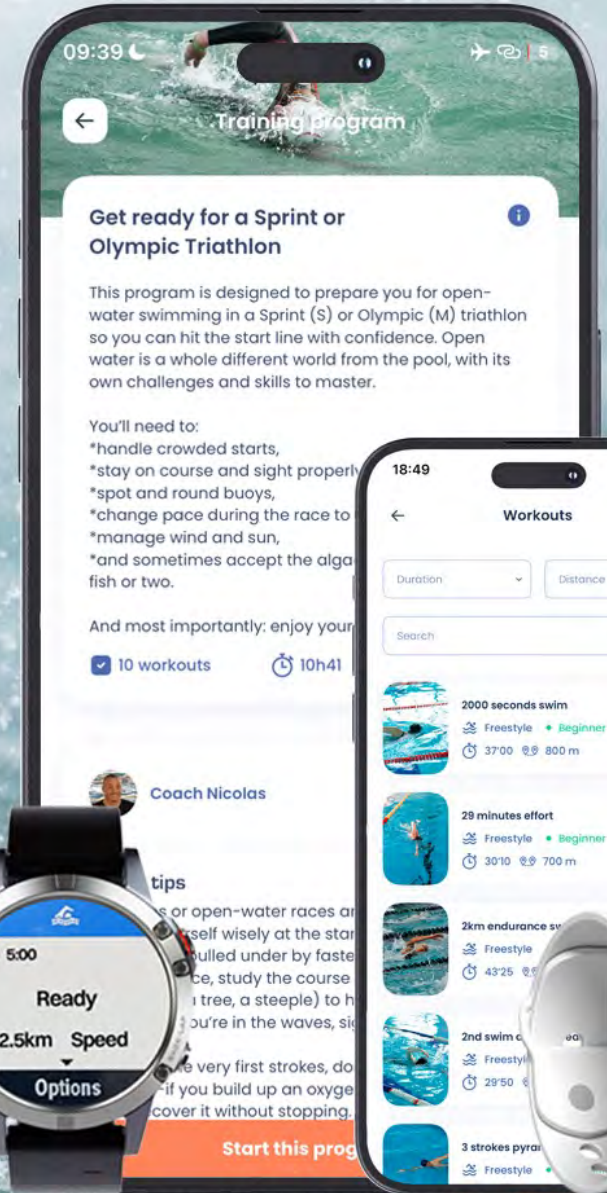 09:39
5
Training program
Get ready for a Sprint or
Olympic Triathlon
This program is designed to prepare you for open-
water swimming in a Sprint (S) or Olympic (M) triathlon
so you can hit the start line with confidence. Open
water is a whole different world from the pool, with its
own challenges and skills to master.
You'll need to:
*handle crowded starts,
*stay on course and sight properly
*spot and round buoys,
*change pace during the race to
*manage wind and sun,
*and sometimes accept the alga
fish or two.
And most importantly: enjoy your
10 workouts
10h41
Coach Nicolas
tips
s or open-water races ar
rself wisely at the star
pulled under by faste
ce, study the course
tree, a steeple) to h
ou're in the waves, sig
e very first strokes, do
-if you build up an oxyge
cover it without stopping.
Start this prog
18:49
Workouts
Duration
Distance
Search
2000 seconds swim
Freestyle • Beginner
37'00 800 m
29 minutes effort
Freestyle • Beginner
30'10 700 m
2km endurance sw
Freestyle
43'25
2nd swim
Freestyl
29'50
3 strokes pyra
Freestyle
5:00
Ready
2.5km Speed
Options